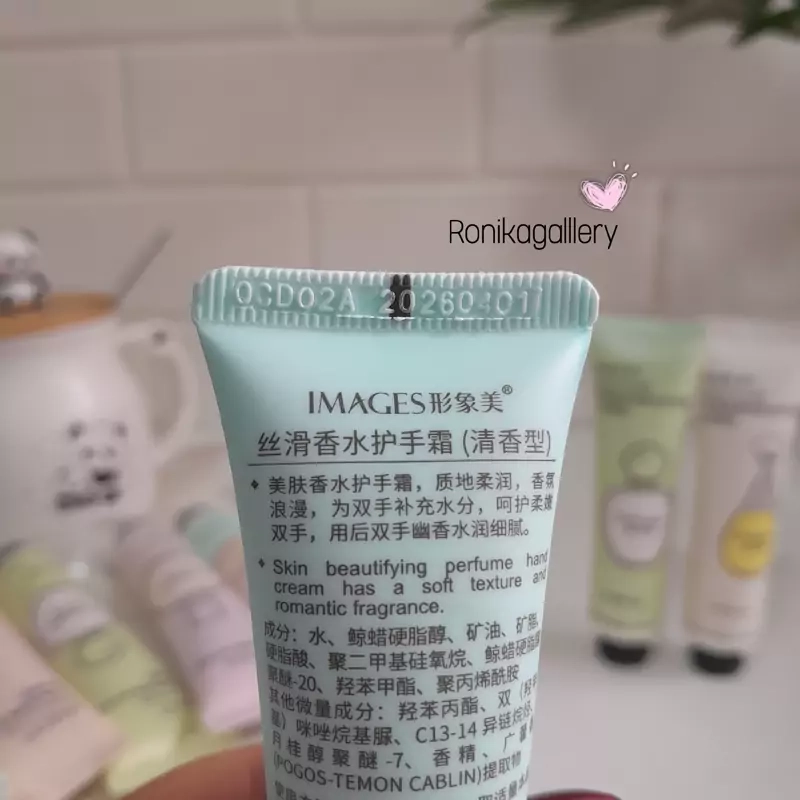 Ronikagalllery
OCD02A 20260401
IMAGES形象美®
丝滑香水护手霜 (清香型)
美肤香水护手霜，质地柔润，香氛
浪漫，为双手补充水分，呵护柔嫩
双手，用后双手幽香水润细腻。
Skin beautifying perfume hand
cream has a soft texture and
romantic fragrance.
成分：水、鲸蜡硬脂醇、矿油、矿脂、
硬脂酸、聚二甲基硅氧烷、鲸蜡硬脂醇
聚醚-20、羟苯甲酯、聚丙烯酰胺
其他微量成分：羟苯丙酯、双（羟甲
基）咪唑烷基脲、C13-14 异链烷烃、
月桂醇聚醚-7、香精、广藿香
(POGOS-TEMON CABLIN)提取物